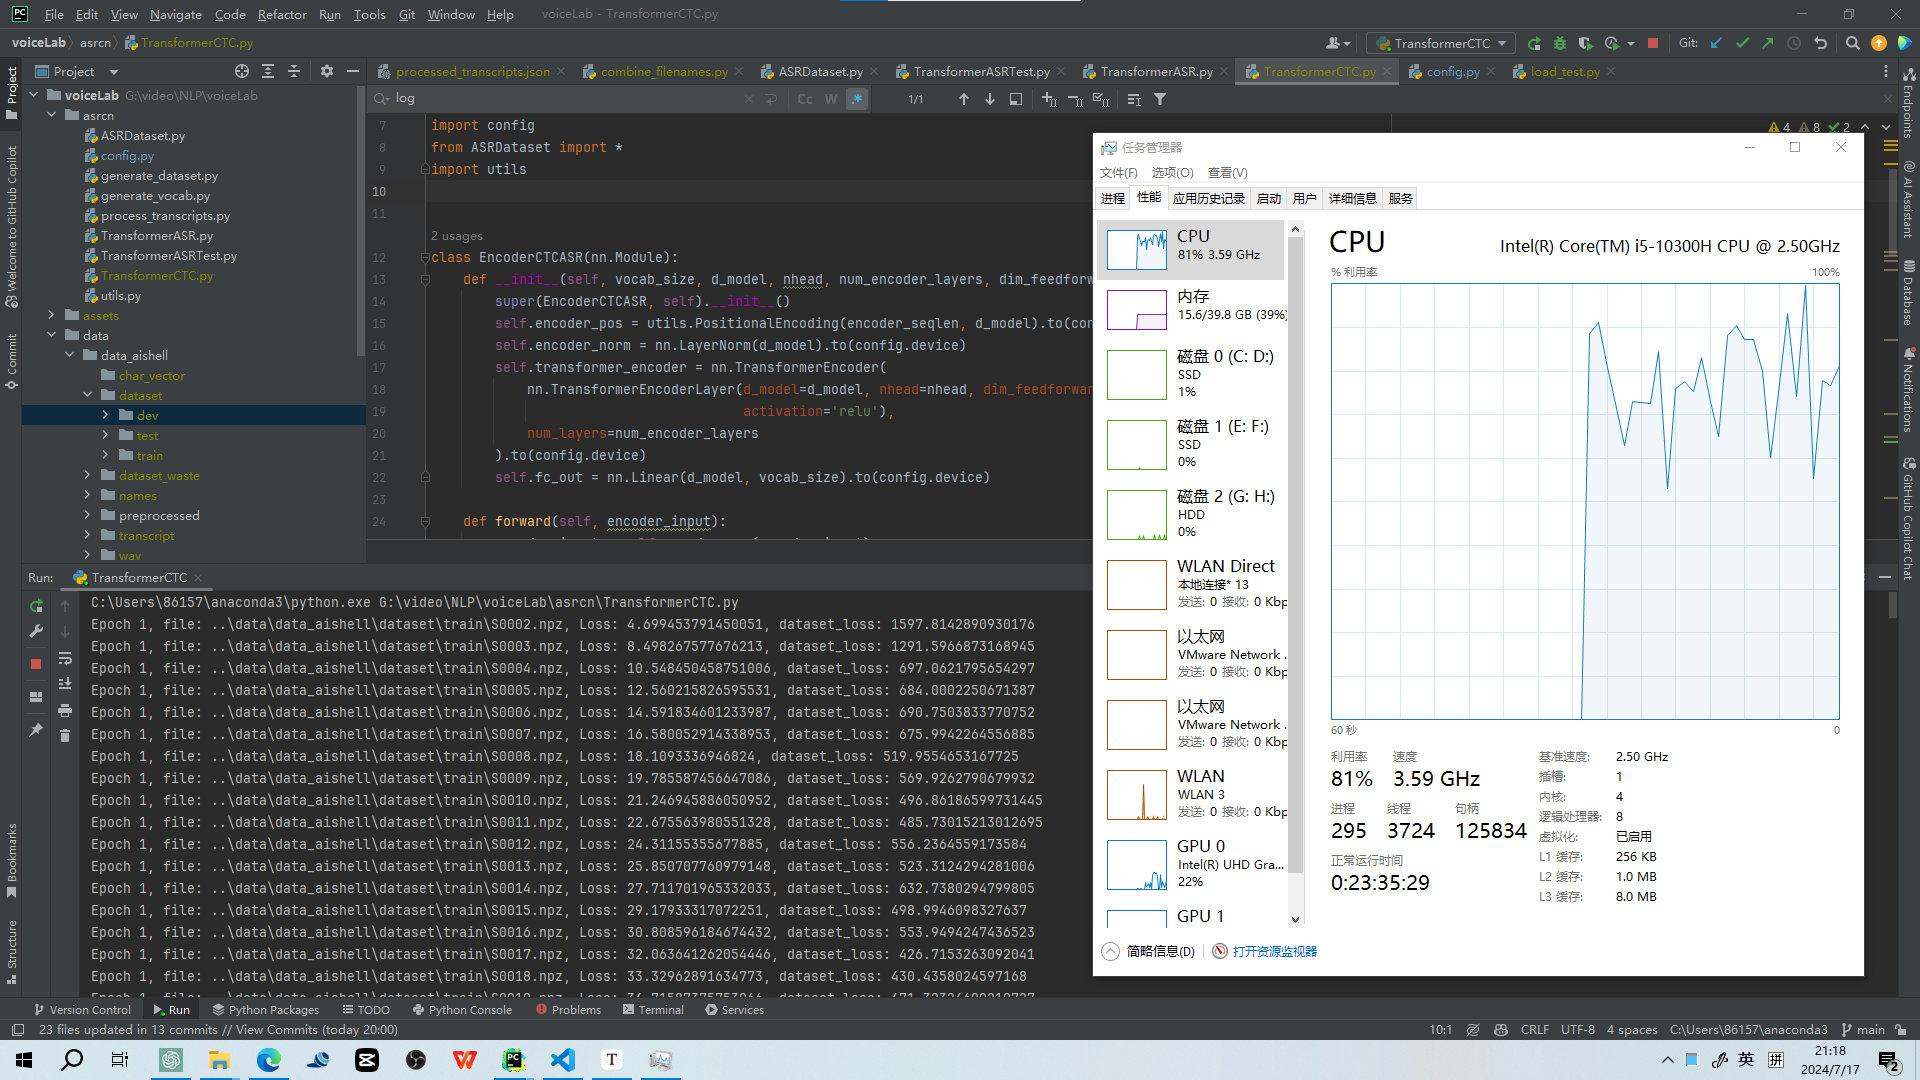 File Edit View Navigate Code Refactor Run Tools Git Window Help voiceLab - TransformerCTC.py
voiceLab asrcn TransformerCTC.py
TransformerCTC Git:
Project
processed_transcripts.json combine_filenames.py ASRDataset.py TransformerASRTest.py TransformerASR.py TransformerCTC.py config.py load_test.py
log
Cc W .* 1/1
4 8 2
Project
Welcome to GitHub Copilot
Commit
Bookmarks
Structure
voiceLab G:\video\NLP\voiceLab
asrcn
ASRDataset.py
config.py
generate_dataset.py
generate_vocab.py
process_transcripts.py
TransformerASR.py
TransformerASRTest.py
TransformerCTC.py
utils.py
assets
data
data_aishell
char_vector
dataset
dev
test
train
dataset_waste
names
preprocessed
transcript
wav
7 import config
8 from ASRDataset import *
9 import utils
10
11
2 usages
12 class EncoderCTCASR(nn.Module):
13 def __init__(self, vocab_size, d_model, nhead, num_encoder_layers, dim_feedforw
14 super(EncoderCTCASR, self).__init__()
15 self.encoder_pos = utils.PositionalEncoding(encoder_seqlen, d_model).to(con
16 self.encoder_norm = nn.LayerNorm(d_model).to(config.device)
17 self.transformer_encoder = nn.TransformerEncoder(
18 nn.TransformerEncoderLayer(d_model=d_model, nhead=nhead, dim_feedforwar
19 activation='relu'),
20 num_layers=num_encoder_layers
21 ).to(config.device)
22 self.fc_out = nn.Linear(d_model, vocab_size).to(config.device)
23
24 def forward(self, encoder_input):
Run: TransformerCTC
C:\Users\86157\anaconda3\python.exe G:\video\NLP\voiceLab\asrcn\TransformerCTC.py
Epoch 1, file: ..\data\data_aishell\dataset\train\S0002.npz, Loss: 4.699453791450051, dataset_loss: 1597.8142890930176
Epoch 1, file: ..\data\data_aishell\dataset\train\S0003.npz, Loss: 8.498267577676213, dataset_loss: 1291.5966873168945
Epoch 1, file: ..\data\data_aishell\dataset\train\S0004.npz, Loss: 10.548450458751006, dataset_loss: 697.0621795654297
Epoch 1, file: ..\data\data_aishell\dataset\train\S0005.npz, Loss: 12.560215826595531, dataset_loss: 684.0002250671387
Epoch 1, file: ..\data\data_aishell\dataset\train\S0006.npz, Loss: 14.591834601233987, dataset_loss: 690.7503833770752
Epoch 1, file: ..\data\data_aishell\dataset\train\S0007.npz, Loss: 16.580052914338953, dataset_loss: 675.9942264556885
Epoch 1, file: ..\data\data_aishell\dataset\train\S0008.npz, Loss: 18.1093336946824, dataset_loss: 519.9554653167725
Epoch 1, file: ..\data\data_aishell\dataset\train\S0009.npz, Loss: 19.785587456647086, dataset_loss: 569.9262790679932
Epoch 1, file: ..\data\data_aishell\dataset\train\S0010.npz, Loss: 21.246945886050952, dataset_loss: 496.86186599731445
Epoch 1, file: ..\data\data_aishell\dataset\train\S0011.npz, Loss: 22.675563980551328, dataset_loss: 485.73015213012695
Epoch 1, file: ..\data\data_aishell\dataset\train\S0012.npz, Loss: 24.31155355677885, dataset_loss: 556.2364559173584
Epoch 1, file: ..\data\data_aishell\dataset\train\S0013.npz, Loss: 25.850707760979148, dataset_loss: 523.3124294281006
Epoch 1, file: ..\data\data_aishell\dataset\train\S0014.npz, Loss: 27.711701965332033, dataset_loss: 632.7380294799805
Epoch 1, file: ..\data\data_aishell\dataset\train\S0015.npz, Loss: 29.17933317072251, dataset_loss: 498.9946098327637
Epoch 1, file: ..\data\data_aishell\dataset\train\S0016.npz, Loss: 30.808596184674432, dataset_loss: 553.9494247436523
Epoch 1, file: ..\data\data_aishell\dataset\train\S0017.npz, Loss: 32.063641262054446, dataset_loss: 426.7153263092041
Epoch 1, file: ..\data\data_aishell\dataset\train\S0018.npz, Loss: 33.32962891634773, dataset_loss: 430.4358024597168
任务管理器
文件(F) 选项(O) 查看(V)
进程 性能 应用历史记录 启动 用户 详细信息 服务
CPU
81% 3.59 GHz
内存
15.6/39.8 GB (39%)
磁盘 0 (C: D:)
SSD
1%
磁盘 1 (E: F:)
SSD
0%
磁盘 2 (G: H:)
HDD
0%
WLAN Direct
本地连接* 13
发送: 0 接收: 0 Kbp
以太网
VMware Network .
发送: 0 接收: 0 Kbp
以太网
VMware Network .
发送: 0 接收: 0 Kbp
WLAN
WLAN 3
发送: 0 接收: 0 Kbp
GPU 0
Intel(R) UHD Gra...
22%
GPU 1
CPU Intel(R) Core(TM) i5-10300H CPU @ 2.50GHz
% 利用率 100%
60 秒 0
利用率 速度
81% 3.59 GHz
进程 线程 句柄
295 3724 125834
正常运行时间
0:23:35:29
基准速度: 2.50 GHz
插槽: 1
内核: 4
逻辑处理器: 8
虚拟化: 已启用
L1 缓存: 256 KB
L2 缓存: 1.0 MB
L3 缓存: 8.0 MB
简略信息(D) 打开资源监视器
Endpoints
AI Assistant
Database
Notifications
GitHub Copilot Chat
Version Control Run Python Packages TODO Python Console Problems Terminal Services
23 files updated in 13 commits // View Commits (today 20:00) 10:1 CRLF UTF-8 4 spaces C:\Users\86157\anaconda3 main
英 拼 21:18
2024/7/17 2